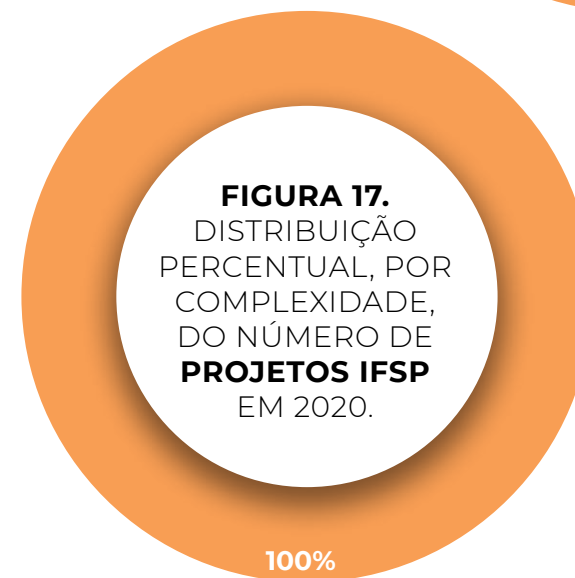 FIGURA 17.
DISTRIBUIÇÃO
PERCENTUAL, POR
COMPLEXIDADE,
DO NÚMERO DE
PROJETOS IFSP
EM 2020.
100%